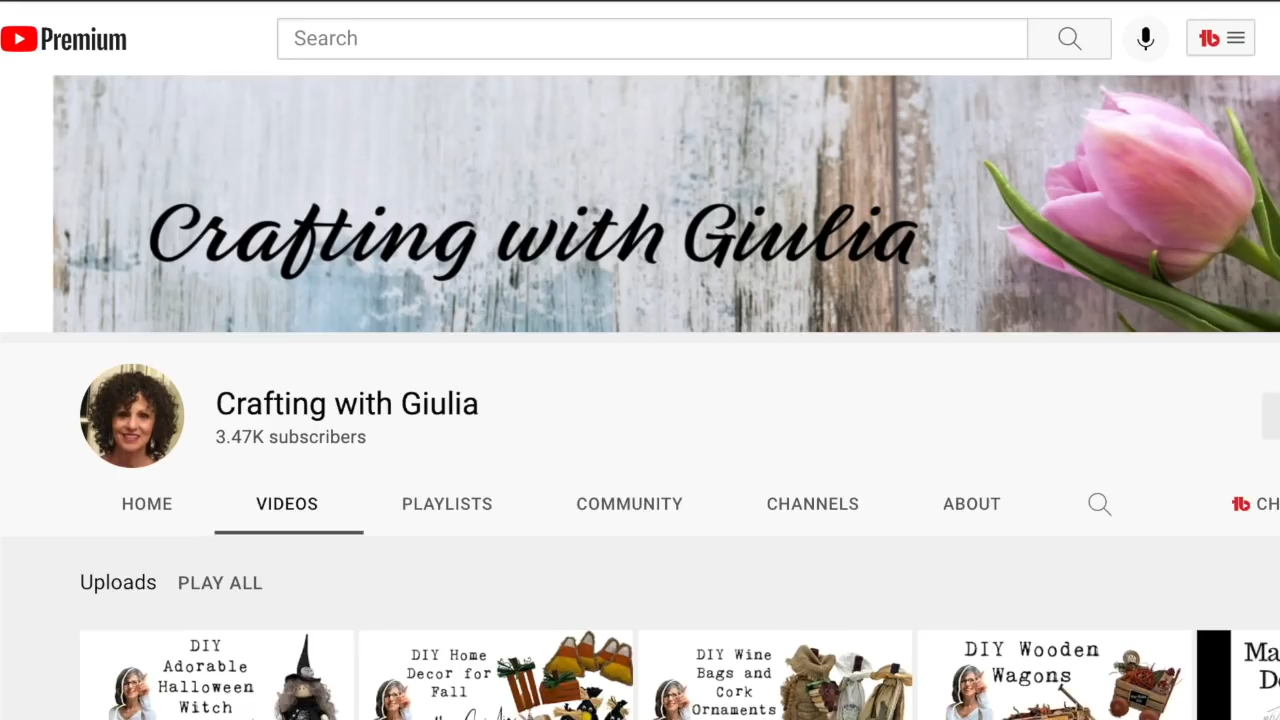 Premium
Search
Crafting with Giulia
Crafting with Giulia
3.47K subscribers
HOME VIDEOS PLAYLISTS COMMUNITY CHANNELS ABOUT CH
Uploads PLAY ALL
DIY
Adorable
Halloween
Witch
DIY Home
Decor for
Fall
DIY Wine
Bags and
Cork
Ornaments
DIY Wooden
Wagons
Ma